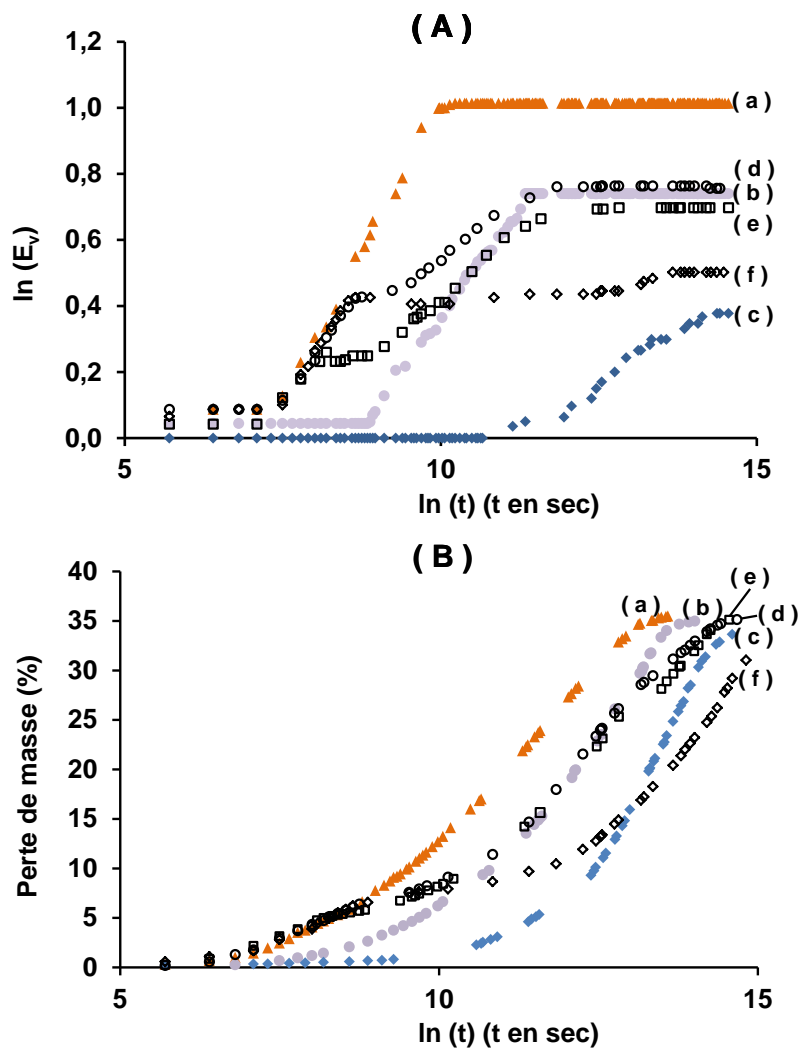 ( A )
1,2
1,0
0,8
0,6
0,4
0,2
0,0
ln (Ev)
( a )
( d )
( b )
( e )
( f )
( c )
5
10
15
ln (t) (t en sec)
( B )
40
35
30
25
20
15
10
5
0
Perte de masse (%)
( a )
( b )
( e )
( d )
( c )
( f )
5
10
15
ln (t) (t en sec)